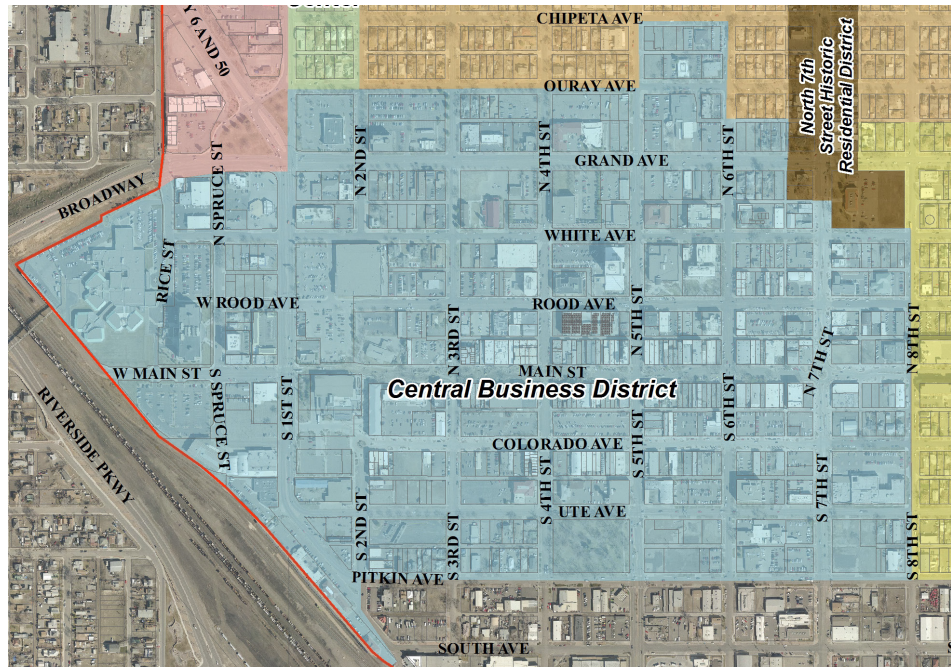 CHIPETA AVE
Y 6 AND 50
OURAY AVE
North 7th
Street Historic
Residential District
N 2ND ST
N 4TH ST
GRAND AVE
N 6TH ST
BROADWAY
N SPRUCE ST
WHITE AVE
RICE ST
W ROOD AVE
ROOD AVE
N 3RD ST
N 5TH ST
N 7TH ST
N 8TH ST
W MAIN ST
MAIN ST
Central Business District
RIVERSIDE PKWY
S SPRUCE ST
S 1ST ST
S 5TH ST
S 6TH ST
COLORADO AVE
S 2ND ST
S 3RD ST
S 4TH ST
UTE AVE
S 7TH ST
S 8TH ST
PITKIN AVE
SOUTH AVE